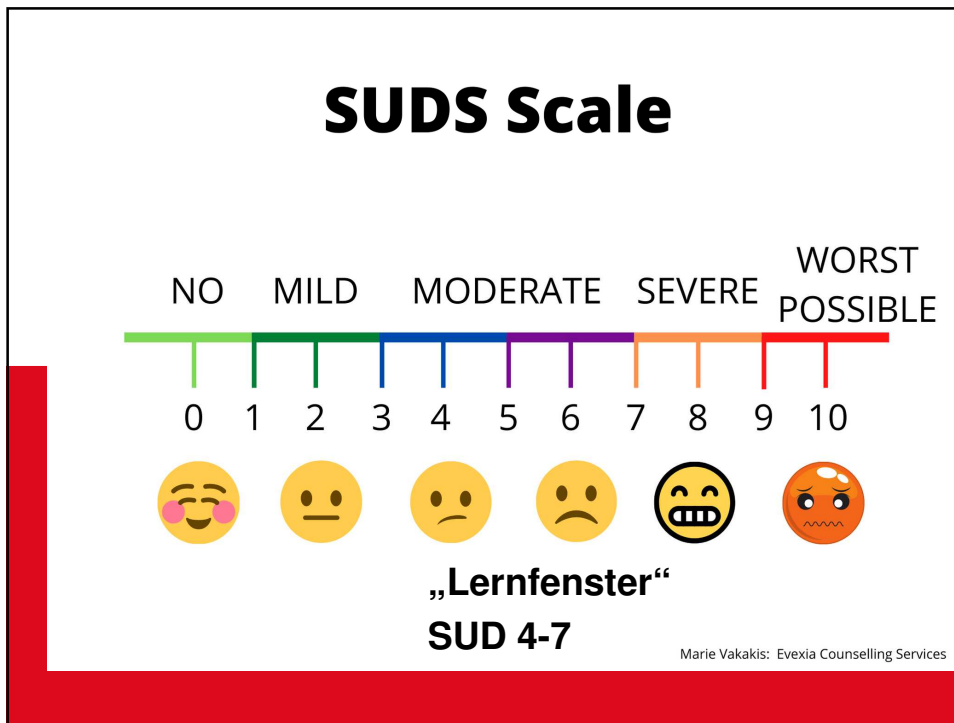 SUDS Scale
WORST
NO MILD MODERATE SEVERE POSSIBLE
0 1 2 3 4 5 6 7 8 9 10
„Lernfenster“
SUD 4-7
Marie Vakakis: Evexia Counselling Services